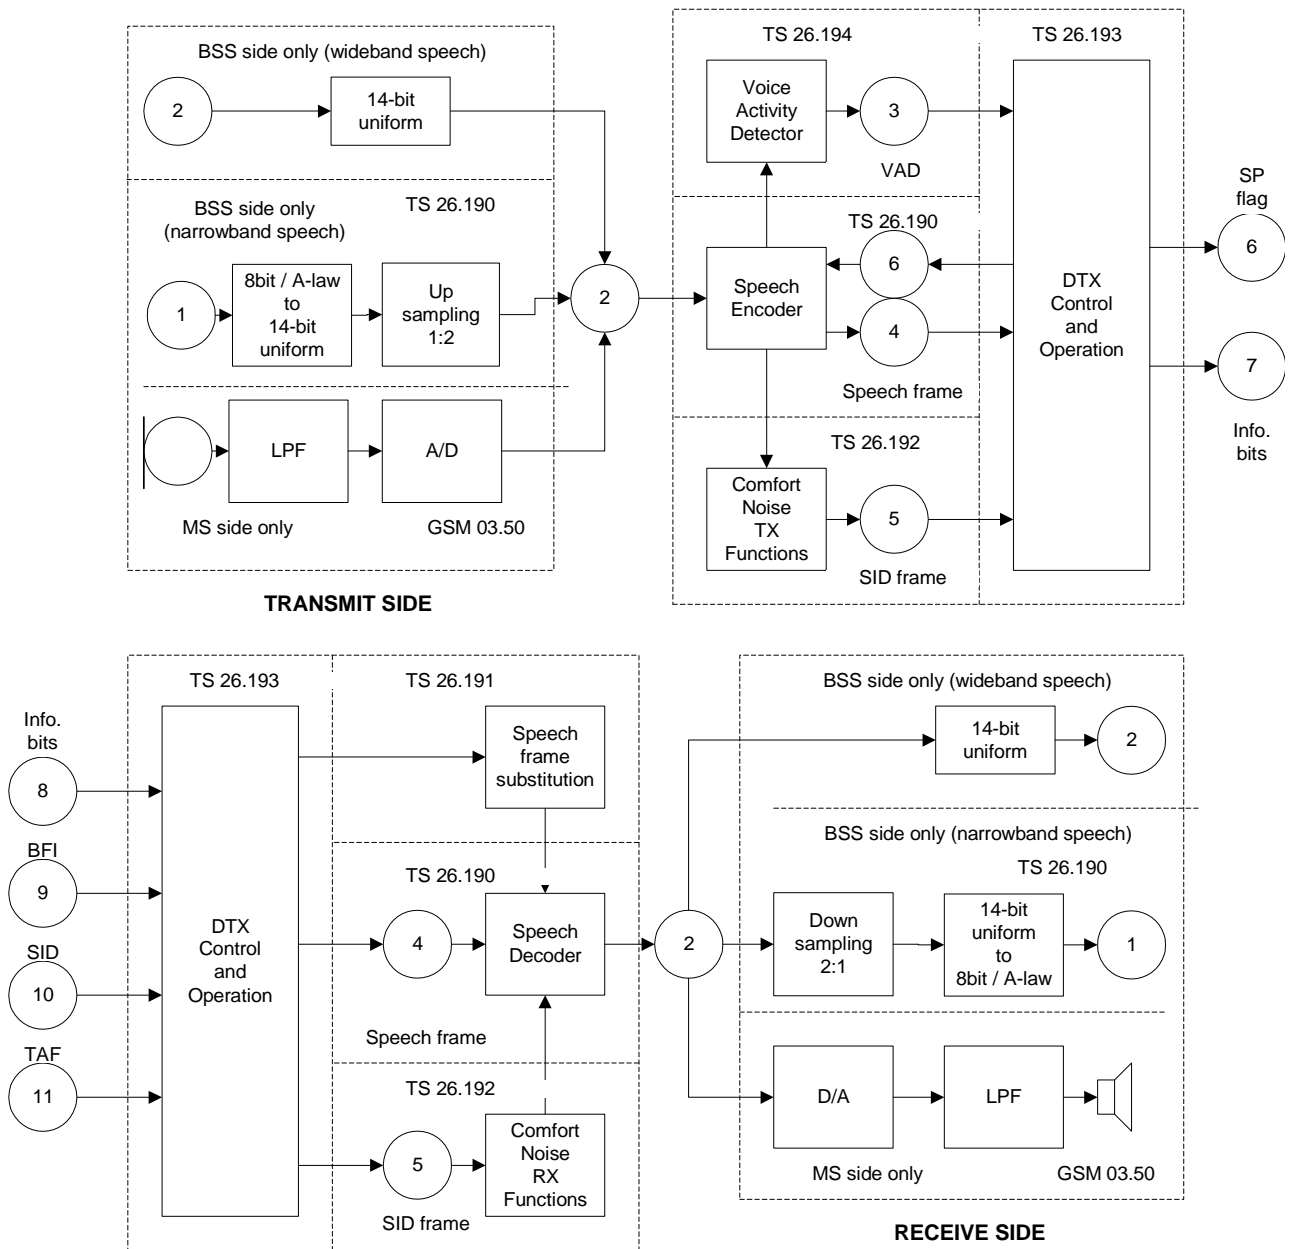 BSS side only (wideband speech)
2
14-bit
uniform
BSS side only
(narrowband speech)
TS 26.190
1
8bit / A-law
to
14-bit
uniform
Up
sampling
1:2
2
LPF
A/D
MS side only
GSM 03.50
TRANSMIT SIDE
TS 26.194
TS 26.193
Voice
Activity
Detector
3
VAD
TS 26.190
6
Speech
Encoder
4
Speech frame
TS 26.192
Comfort
Noise
TX
Functions
5
SID frame
DTX
Control
and
Operation
SP
flag
6
7
Info.
bits
TS 26.193
TS 26.191
Info.
bits
8
BFI
9
SID
10
TAF
11
DTX
Control
and
Operation
Speech
frame
substitution
TS 26.190
4
Speech
Decoder
Speech frame
TS 26.192
5
Comfort
Noise
RX
Functions
SID frame
2
BSS side only (wideband speech)
14-bit
uniform
2
BSS side only (narrowband speech)
TS 26.190
Down
sampling
2:1
14-bit
uniform
to
8bit / A-law
1
D/A
LPF
MS side only
GSM 03.50
RECEIVE SIDE